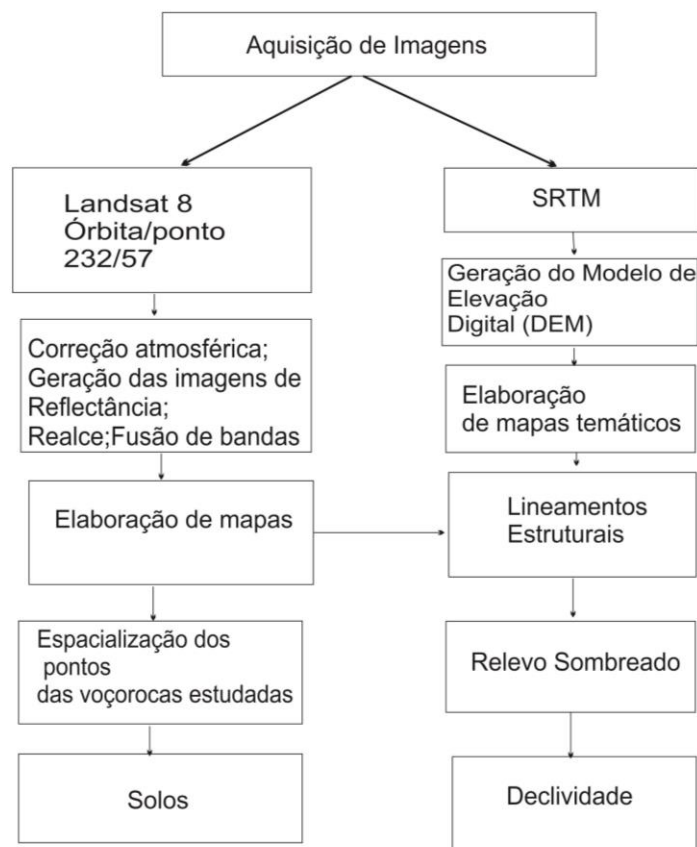 Aquisição de Imagens
Landsat 8
Órbita/ponto
232/57
SRTM
Geração do Modelo de
Elevação
Digital (DEM)
Correção atmosférica;
Geração das imagens de
Reflectância;
Realce;Fusão de bandas
Elaboração
de mapas temáticos
Elaboração de mapas
Lineamentos
Estruturais
Espacialização dos
pontos
das voçorocas estudadas
Relevo Sombreado
Solos
Declividade